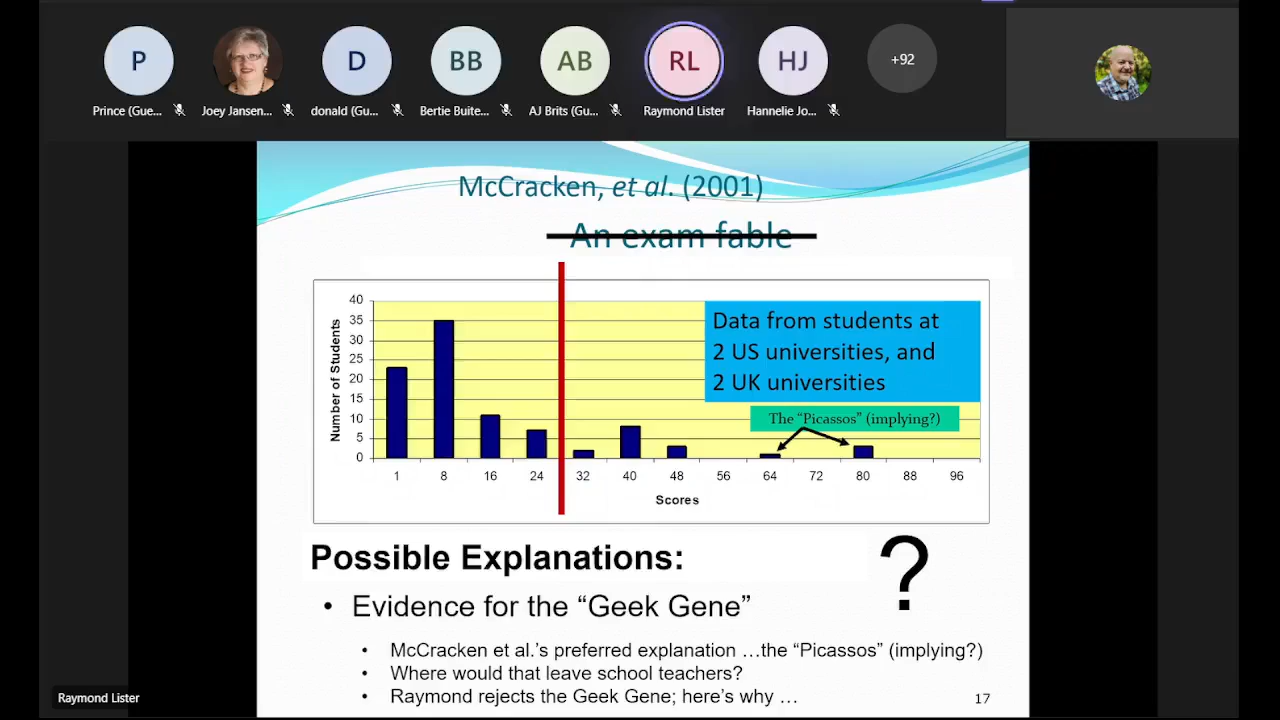 P
D
BB
AB
RL
HJ
+92
Prince (Gue...
Joey Jansen...
donald (Gu...
Bertie Buite...
AJ Brits (Gu...
Raymond Lister
Hannelie Jo...
McCracken, et al. (2001)
An exam fable
Number of Students
40
35
30
25
20
15
10
5
0
1 8 16 24 32 40 48 56 64 72 80 88 96
Scores
Data from students at
2 US universities, and
2 UK universities
The "Picassos" (implying?)
Possible Explanations:
?
• Evidence for the “Geek Gene”
• McCracken et al.’s preferred explanation …the “Picassos” (implying?)
• Where would that leave school teachers?
• Raymond rejects the Geek Gene; here’s why …
17
Raymond Lister